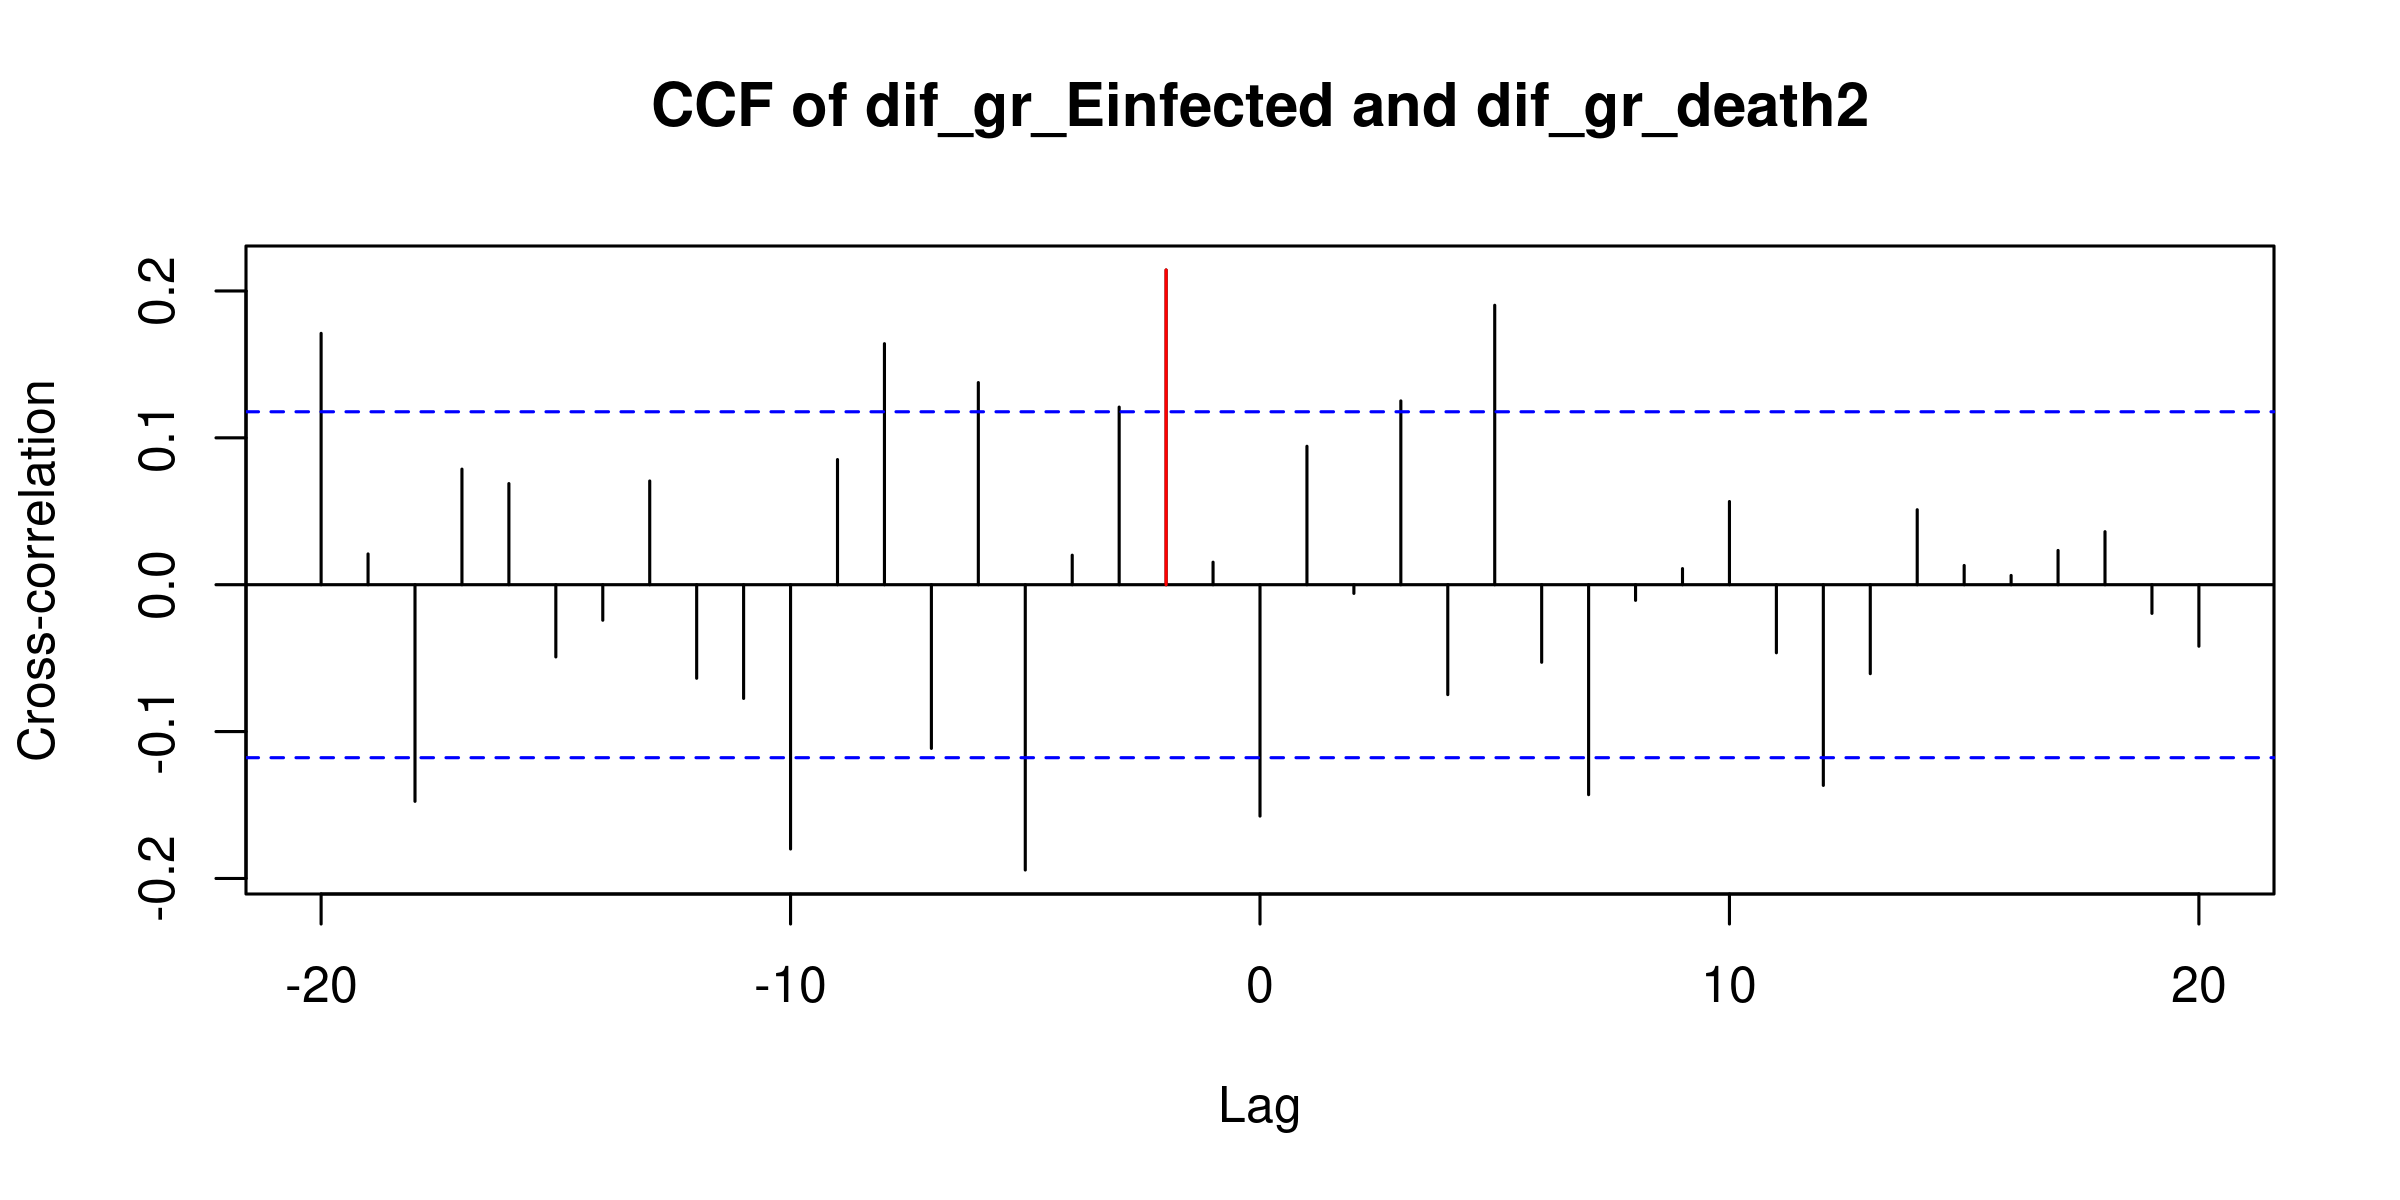 CCF of dif_gr_Einfected and dif_gr_death2
Cross-correlation
0.2
0.1
0.0
-0.1
-0.2
-20 -10 0 10 20
Lag